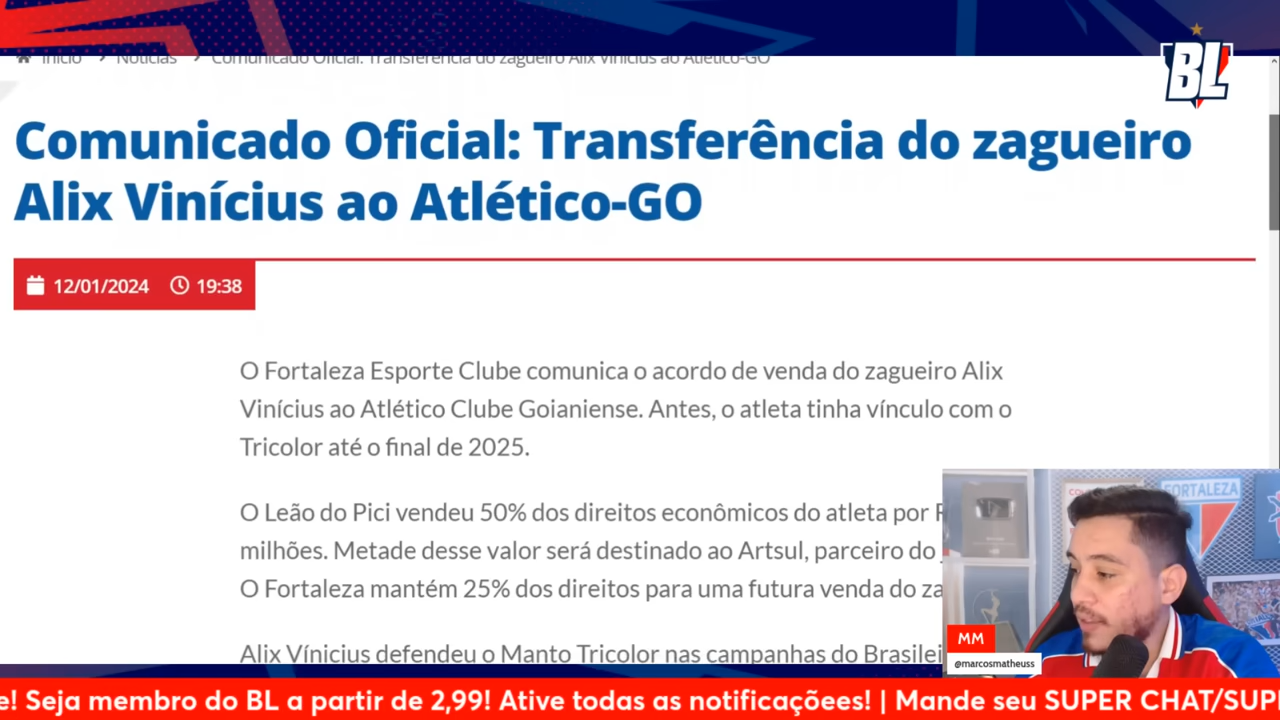 Início > Notícias > Comunicado Oficial: Transferência do zagueiro Alix Vinícius ao Atlético-GO
BL
Comunicado Oficial: Transferência do zagueiro
Alix Vinícius ao Atlético-GO
12/01/2024 19:38
O Fortaleza Esporte Clube comunica o acordo de venda do zagueiro Alix
Vinícius ao Atlético Clube Goianiense. Antes, o atleta tinha vínculo com o
Tricolor até o final de 2025.
O Leão do Pici vendeu 50% dos direitos econômicos do atleta por
milhões. Metade desse valor será destinado ao Artsul, parceiro do
O Fortaleza mantém 25% dos direitos para uma futura venda do za
Alix Vínicius defendeu o Manto Tricolor nas campanhas do Brasilei
FORTALEZA
MM
@marcosmatheuss
e! Seja membro do BL a partir de 2,99! Ative todas as notificaçõees! | Mande seu SUPER CHAT/SUP